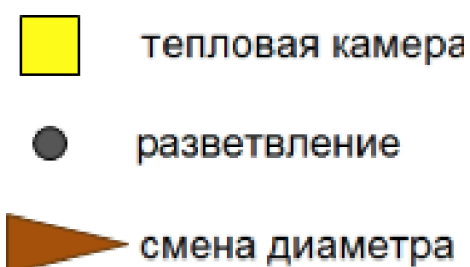 тепловая камера
разветвление
смена диаметра